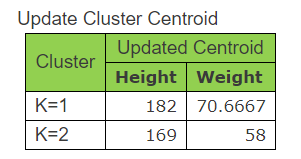 Update Cluster Centroid
Cluster Updated Centroid
Height Weight
K=1 182 70.6667
K=2 169 58